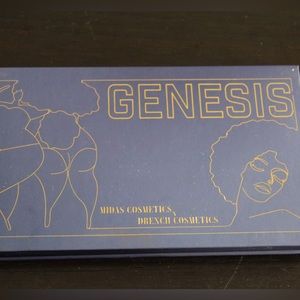 GENESIS
MIDAS COSMETICS
X
DRENCH COSMETICS